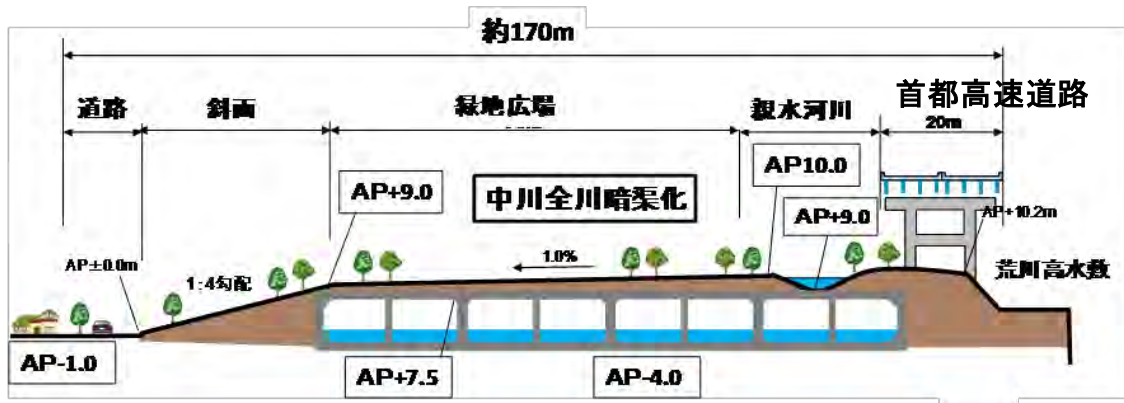 約170m
首都高速道路
道路
斜面
緑地広場
親水河川
20m
AP10.0
AP+9.0
中川全川暗渠化
AP+9.0
AP+10.2m
AP±0.0m
1.0%
1:4勾配
荒川高水敷
AP-1.0
AP+7.5
AP-4.0